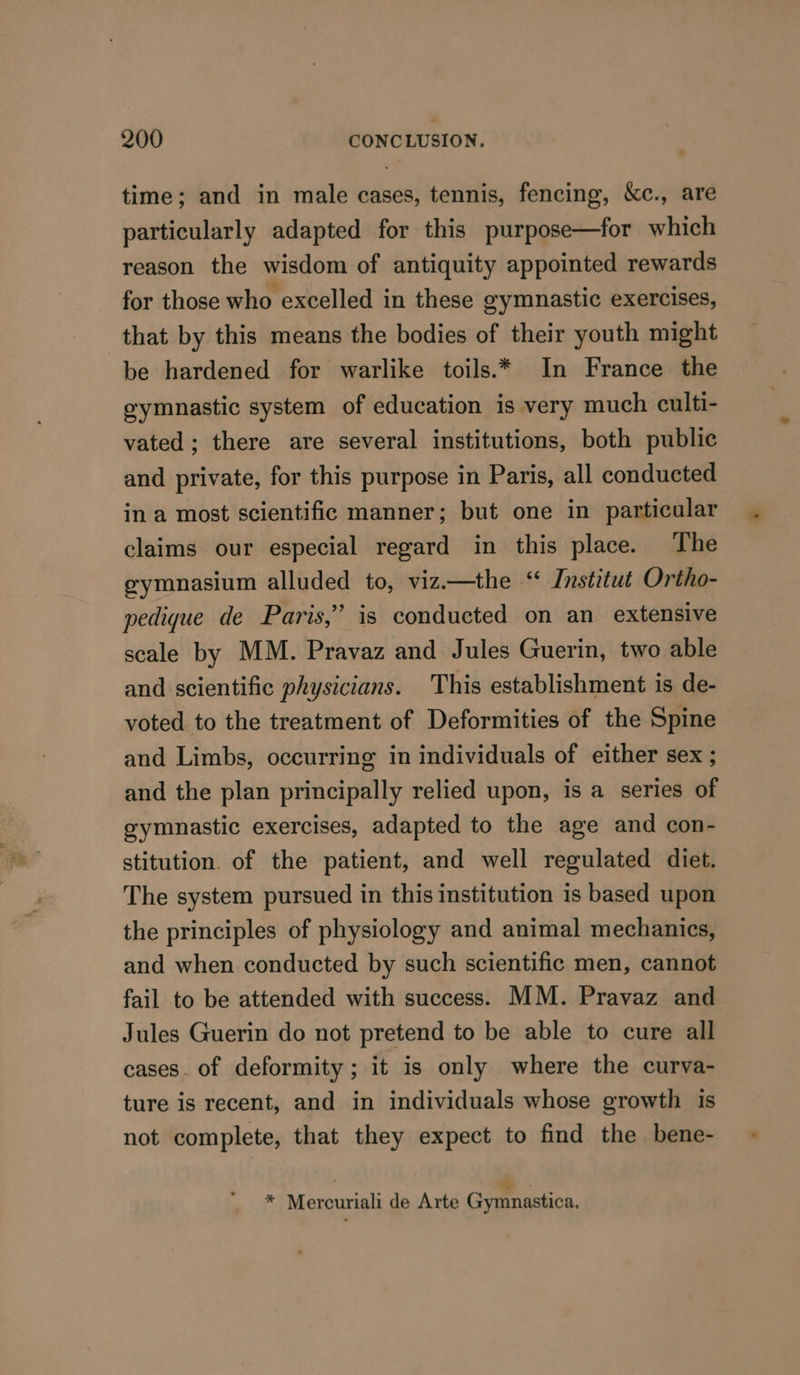 200 CONCLUSION.
time; and in male cases, tennis, fencing, &c., are
particularly adapted for this purpose—for which
reason the wisdom of antiquity appointed rewards
for those who excelled in these gymnastic exercises,
that by this means the bodies of their youth might
be hardened for warlike toils.* In France the
gymnastic system of education is very much culti-
vated; there are several institutions, both public
and private, for this purpose in Paris, all conducted
in a most scientific manner; but one in particular
claims our especial regard in this place. The
gymnasium alluded to, viz.—the “ Institut Ortho-
pedique de Paris,” is conducted on an extensive
scale by MM. Pravaz and Jules Guerin, two able
and scientific physicians. This establishment is de-
voted to the treatment of Deformities of the Spine
and Limbs, occurring in individuals of either sex;
and the plan principally relied upon, is a series of
gymnastic exercises, adapted to the age and con-
stitution of the patient, and well regulated diet.
The system pursued in this institution is based upon
the principles of physiology and animal mechanics,
and when conducted by such scientific men, cannot
fail to be attended with success. MM. Pravaz and
Jules Guerin do not pretend to be able to cure all
cases of deformity; it is only where the curva-
ture is recent, and in individuals whose growth is
not complete, that they expect to find the bene-
* Mercuriali de Arte Gymnastica.